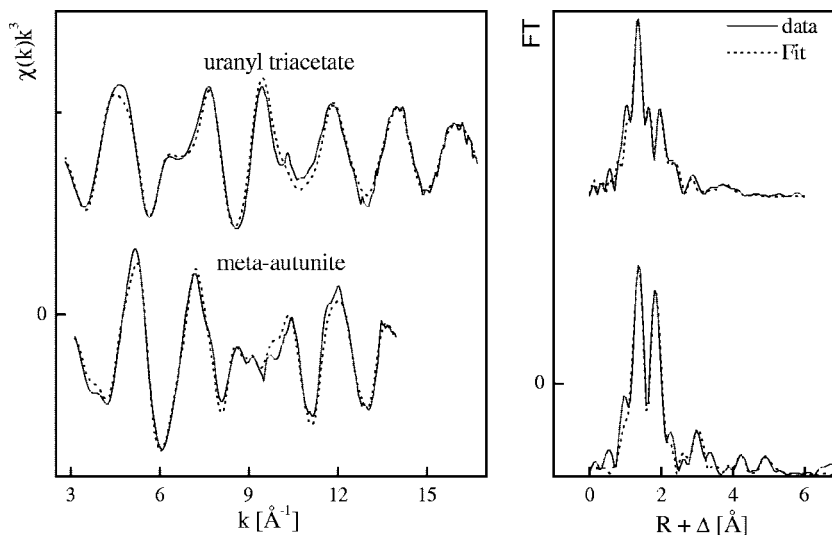 χ(k)k³
uranyl triacetate
meta-autunite
0
3 6 9 12 15
k [Å⁻¹]
FT
data
Fit
0
0 2 4 6
R + Δ [Å]